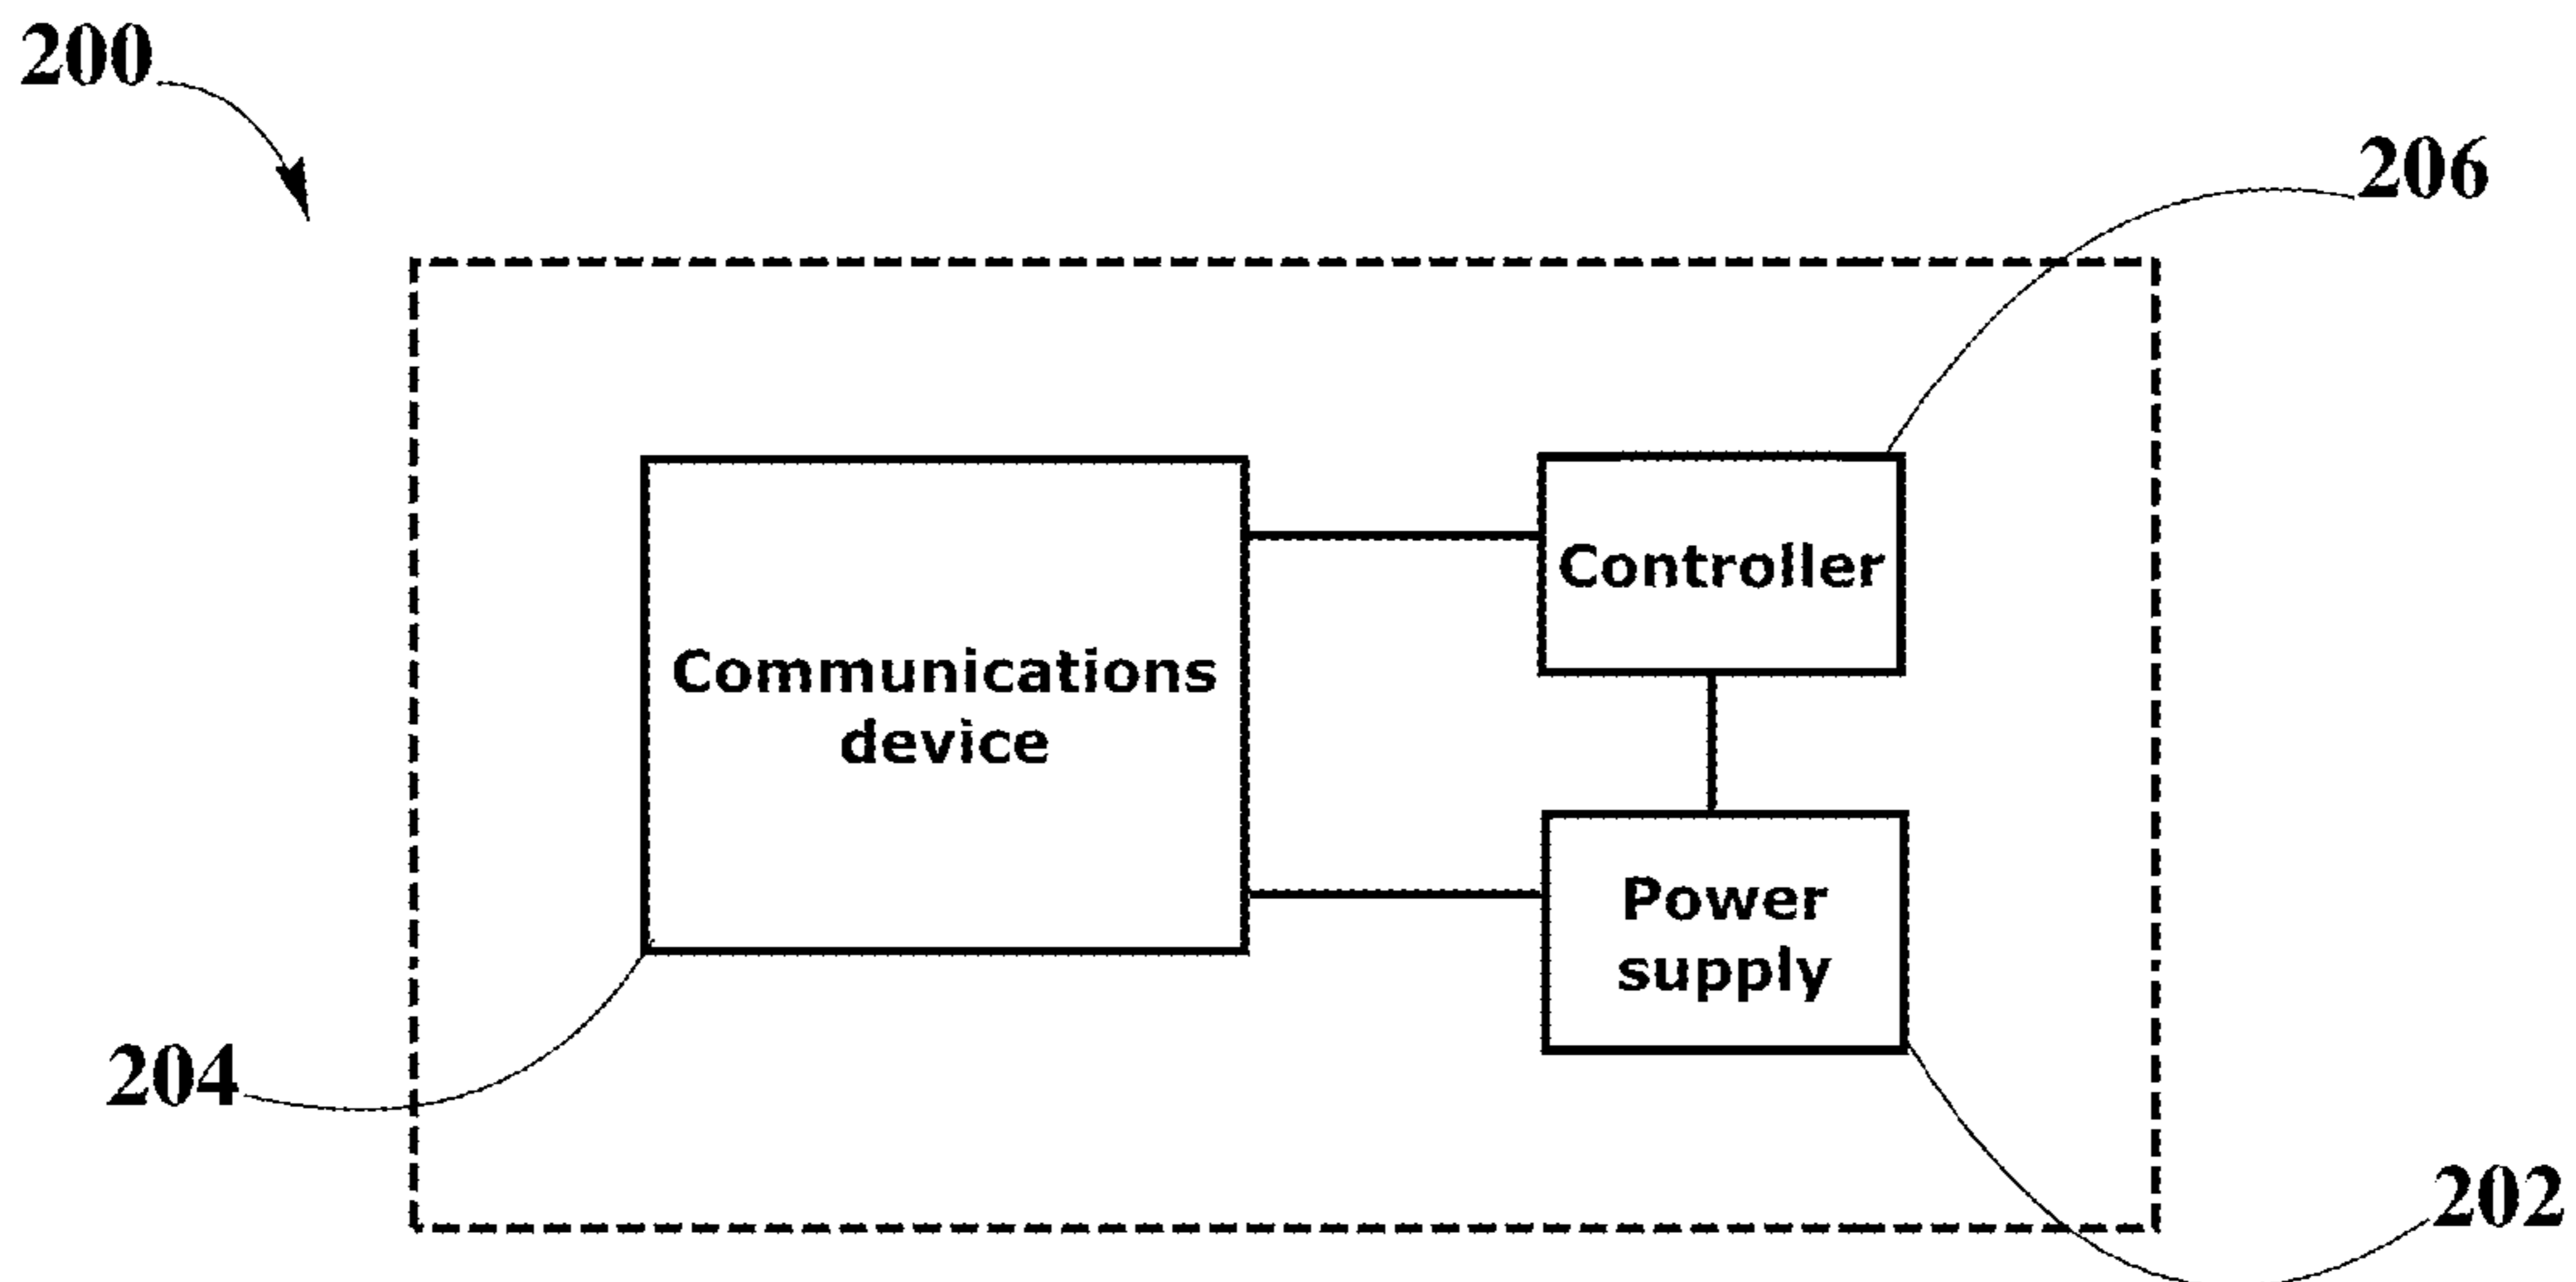 200
206
Controller
Communications
device
Power
supply
204
202